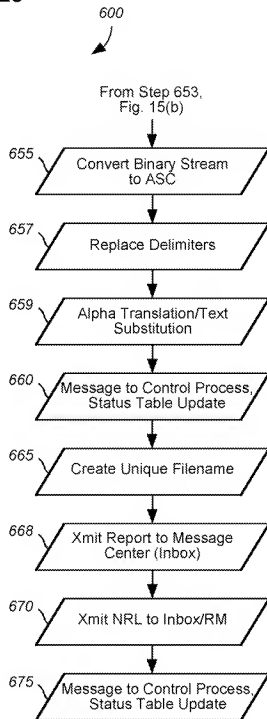 600
From Step 653,
Fig. 15(b)
655
Convert Binary Stream
to ASC
657
Replace Delimiters
659
Alpha Translation/Text
Substitution
660
Message to Control Process,
Status Table Update
665
Create Unique Filename
668
Xmit Report to Message
Center (Inbox)
670
Xmit NRL to Inbox/RM
675
Message to Control Process,
Status Table Update